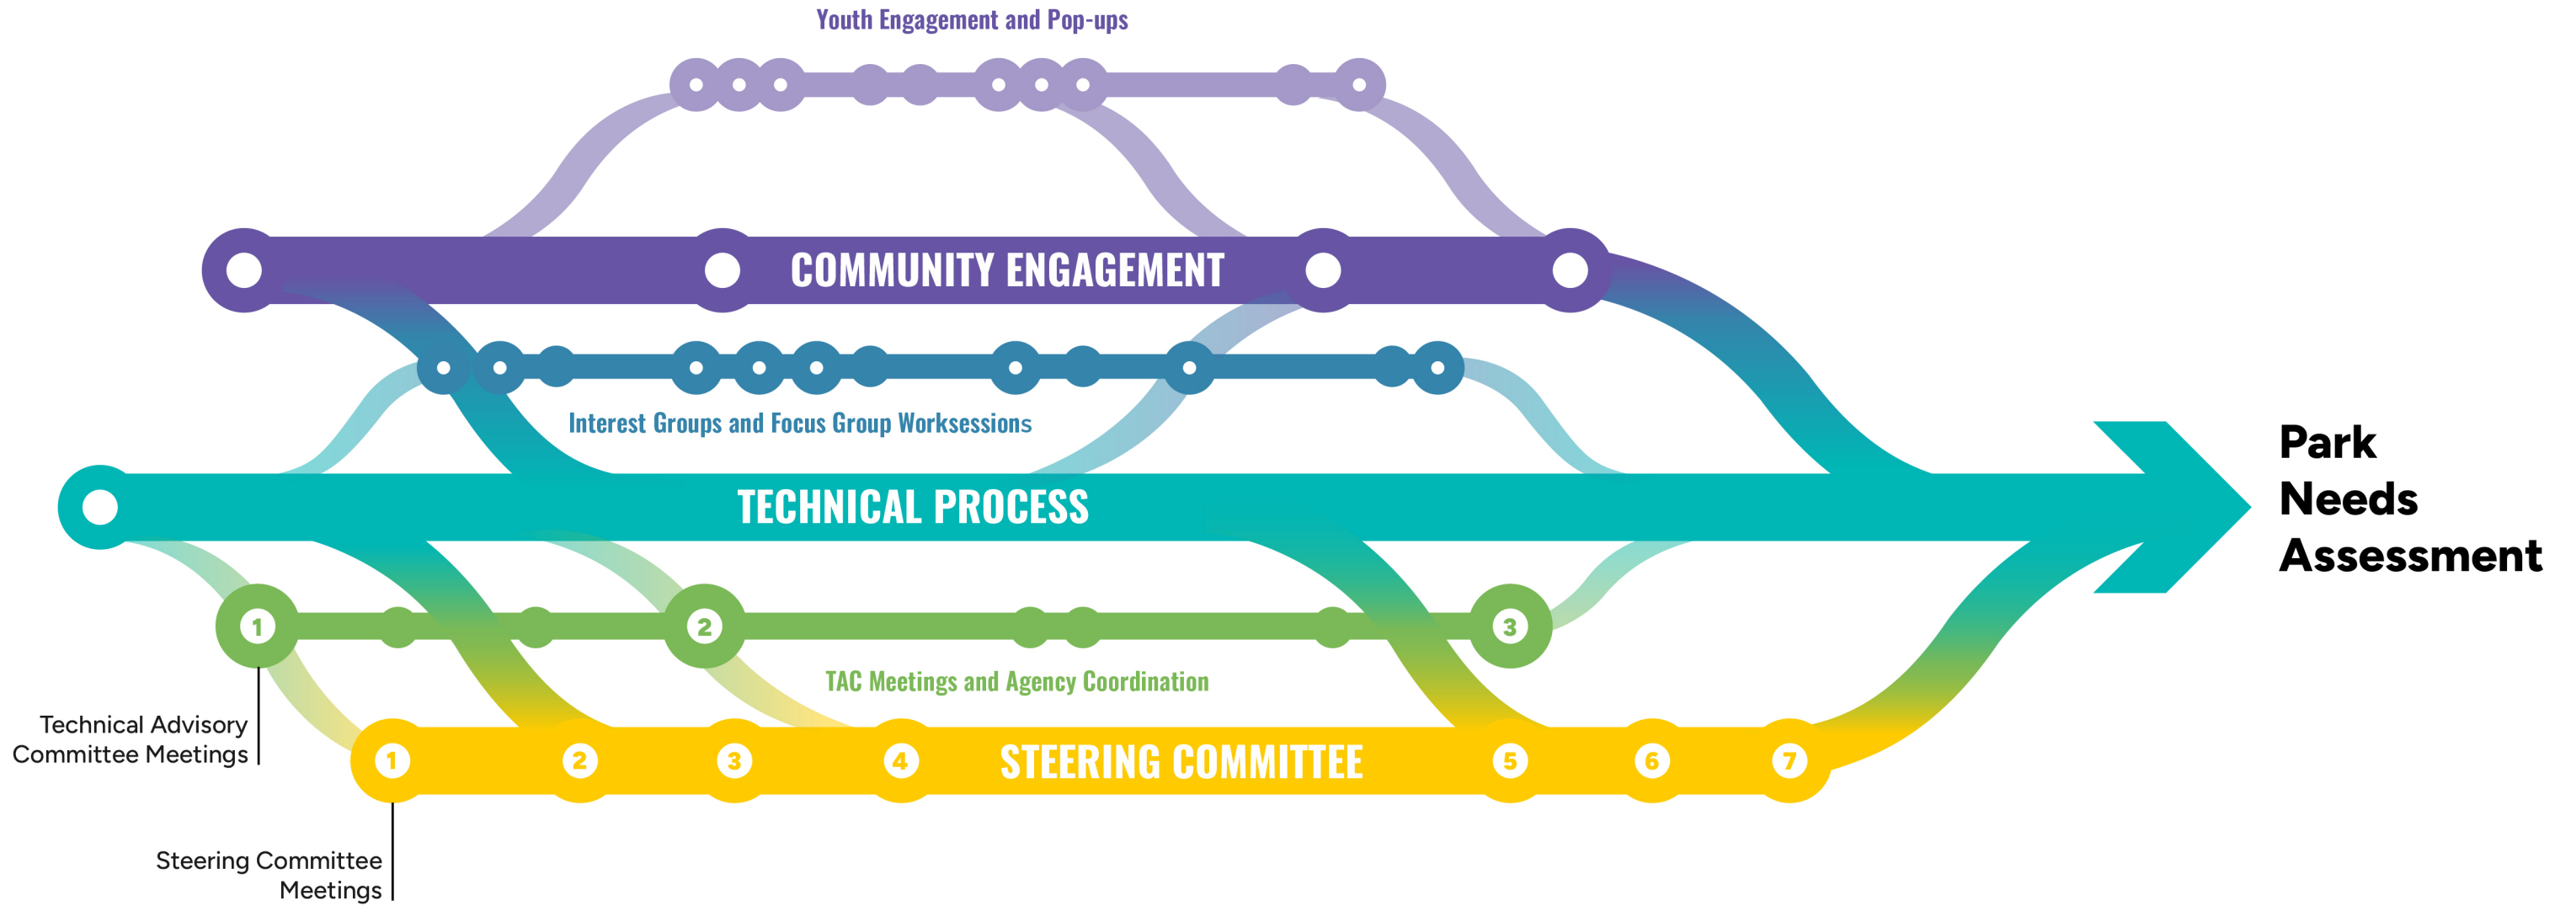 Youth Engagement and Pop-ups
COMMUNITY ENGAGEMENT
Interest Groups and Focus Group Worksessions
TECHNICAL PROCESS
Park
Needs
Assessment
1
2
3
TAC Meetings and Agency Coordination
Technical Advisory
Committee Meetings
1
2
3
4
STEERING COMMITTEE
5
6
7
Steering Committee
Meetings